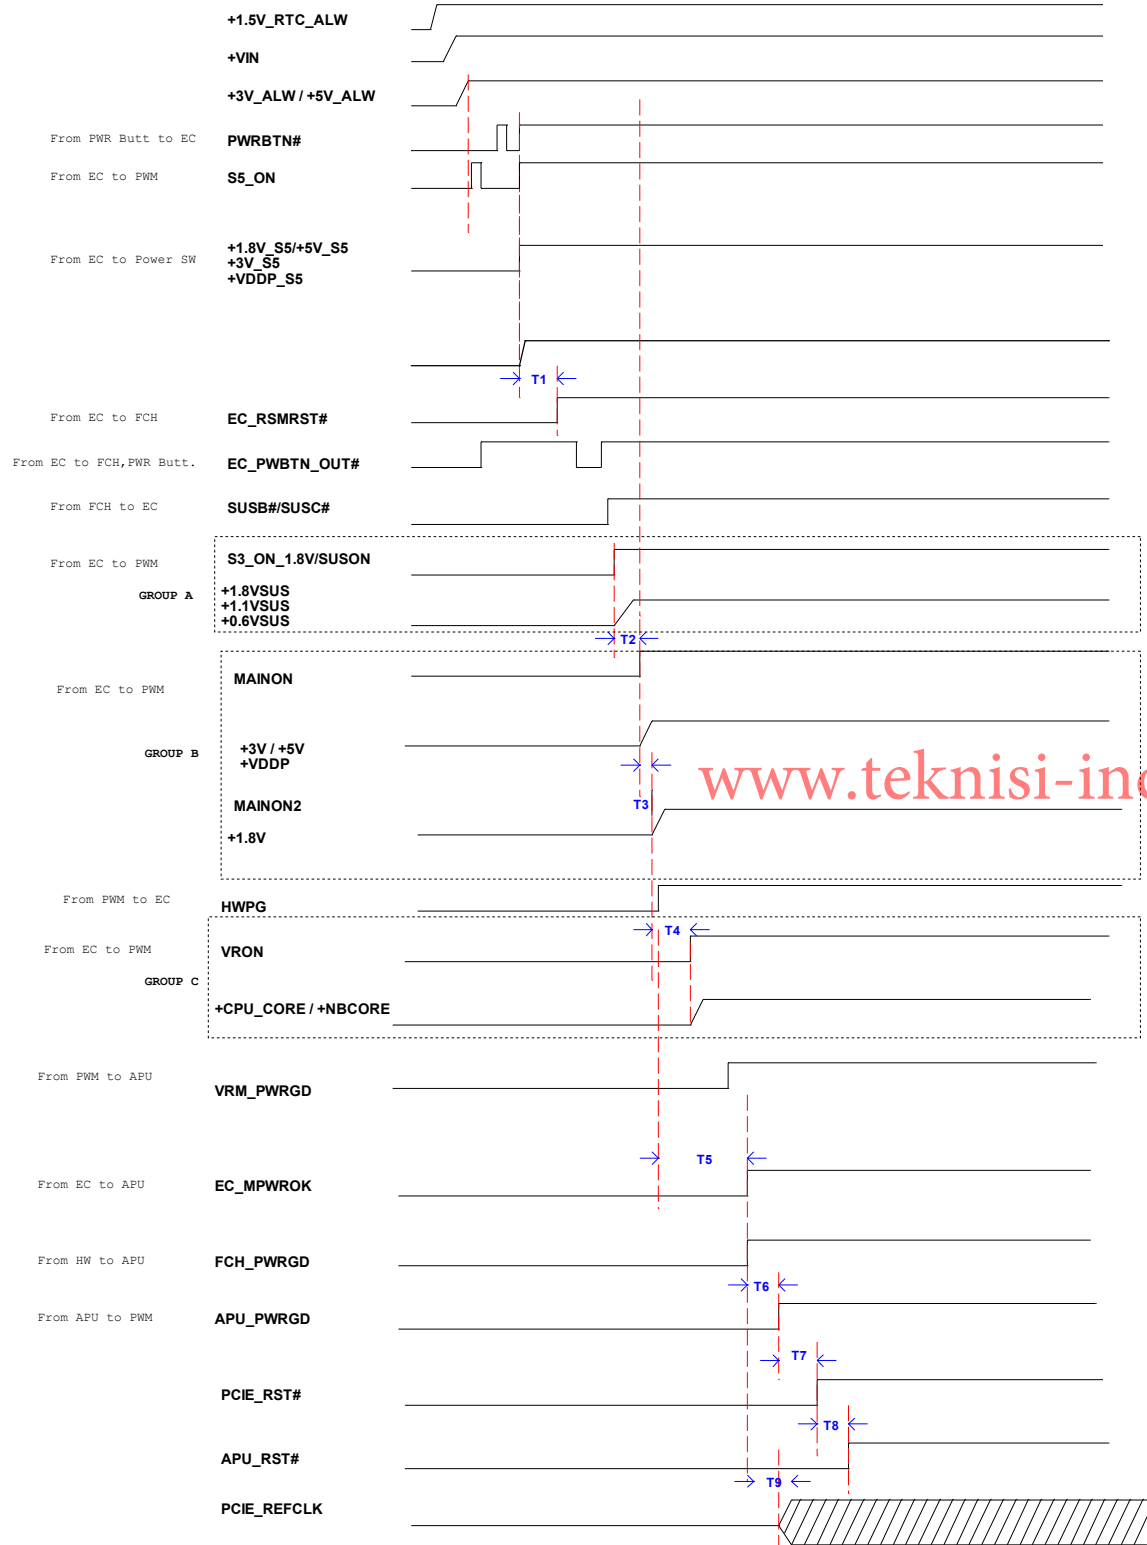 +1.5V_RTC_ALW
+VIN
+3V_ALW / +5V_ALW
From PWR Butt to EC PWRBTN#
From EC to PWM S5_ON
+1.8V_S5/+5V_S5
From EC to Power SW +3V_S5
+VDDP_S5
T1
From EC to FCH EC_RSMRST#
From EC to FCH,PWR Butt. EC_PWBTN_OUT#
From FCH to EC SUSB#/SUSC#
From EC to PWM S3_ON_1.8V/SUSON
GROUP A +1.8VSUS
+1.1VSUS
+0.6VSUS
T2
From EC to PWM MAINON
GROUP B +3V / +5V
+VDDP
www.teknisi-ind
MAINON2 T3
+1.8V
From PWM to EC HWPG
T4
From EC to PWM VRON
GROUP C
+CPU_CORE / +NBCORE
From PWM to APU VRM_PWRGD
T5
From EC to APU EC_MPWROK
From HW to APU FCH_PWRGD
T6
From APU to PWM APU_PWRGD
T7
PCIE_RST#
T8
APU_RST#
T9
PCIE_REFCLK